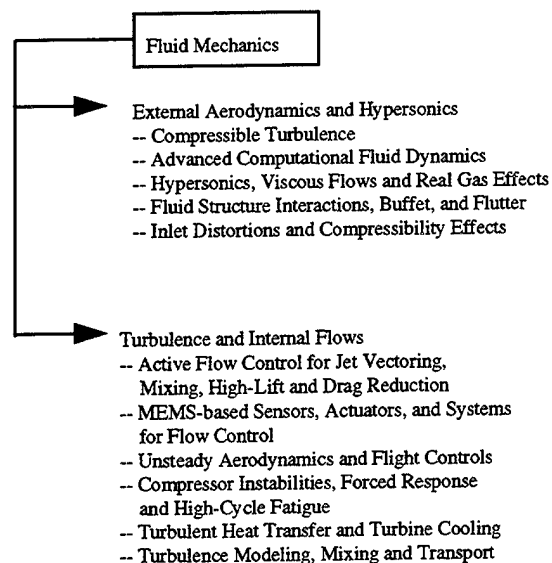 Fluid Mechanics
External Aerodynamics and Hypersonics
-- Compressible Turbulence
-- Advanced Computational Fluid Dynamics
-- Hypersonics, Viscous Flows and Real Gas Effects
-- Fluid Structure Interactions, Buffet, and Flutter
-- Inlet Distortions and Compressibility Effects
Turbulence and Internal Flows
-- Active Flow Control for Jet Vectoring,
Mixing, High-Lift and Drag Reduction
-- MEMS-based Sensors, Actuators, and Systems
for Flow Control
-- Unsteady Aerodynamics and Flight Controls
-- Compressor Instabilities, Forced Response
and High-Cycle Fatigue
-- Turbulent Heat Transfer and Turbine Cooling
-- Turbulence Modeling, Mixing and Transport